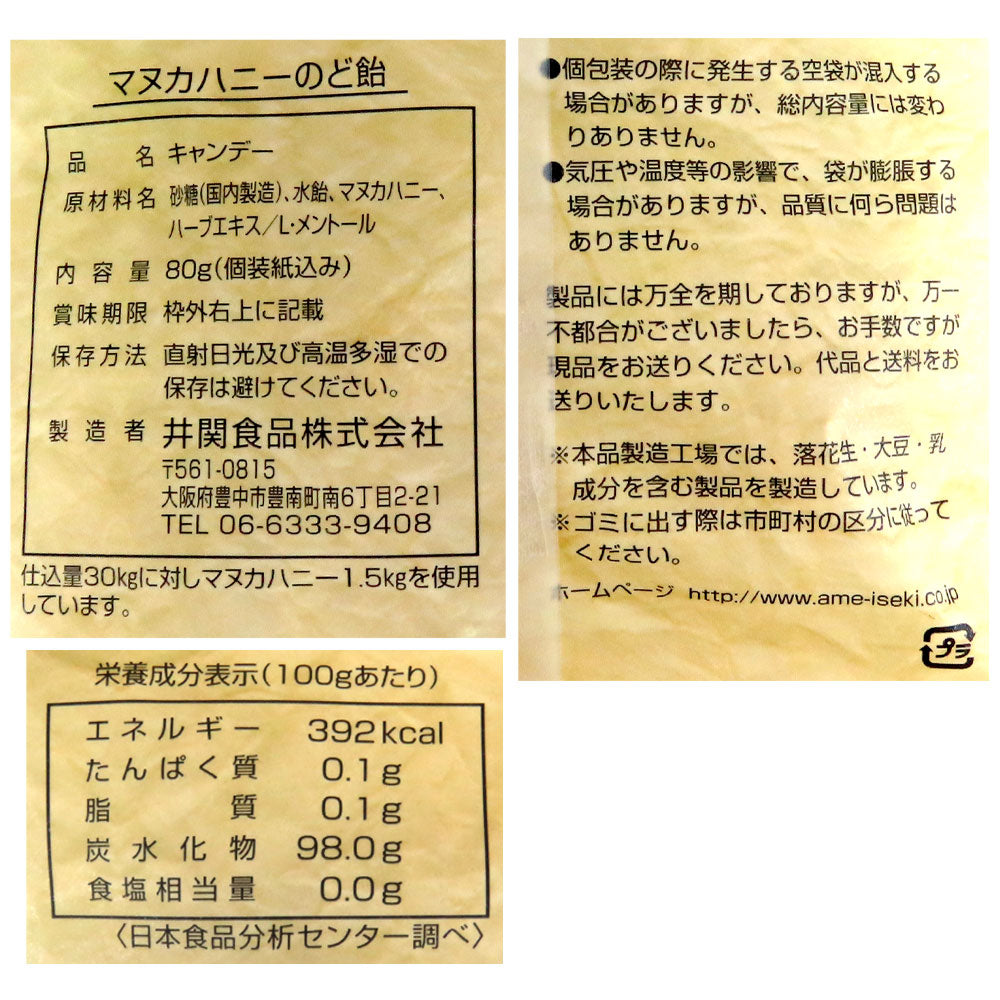 マヌカハニーのど飴
品名 キャンデー
原材料名 砂糖(国内製造)、水飴、マヌカハニー、
ハーブエキス/L・メントール
内容量 80g(個装紙込み)
賞味期限 枠外右上に記載
保存方法 直射日光及び高温多湿での
保存は避けてください。
製造者 井関食品株式会社
〒561-0815
大阪府豊中市豊南町南6丁目2-21
TEL 06-6333-9408
仕込量30kgに対しマヌカハニー1.5kgを使用
しています。
栄養成分表示(100gあたり)
エネルギー 392kcal
たんぱく質 0.1g
脂質 0.1g
炭水化物 98.0g
食塩相当量 0.0g
〈日本食品分析センター調べ〉
●個包装の際に発生する空袋が混入する
場合がありますが、総内容量には変わ
りありません。
●気圧や温度等の影響で、袋が膨脹する
場合がありますが、品質に何ら問題は
ありません。
製品には万全を期しておりますが、万一
不都合がございましたら、お手数ですが
現品をお送りください。代品と送料をお
送りいたします。
※本品製造工場では、落花生・大豆・乳
成分を含む製品を製造しています。
※ゴミに出す際は市町村の区分に従って
ください。
ホームページ http://www.ame-iseki.co.jp
プラ